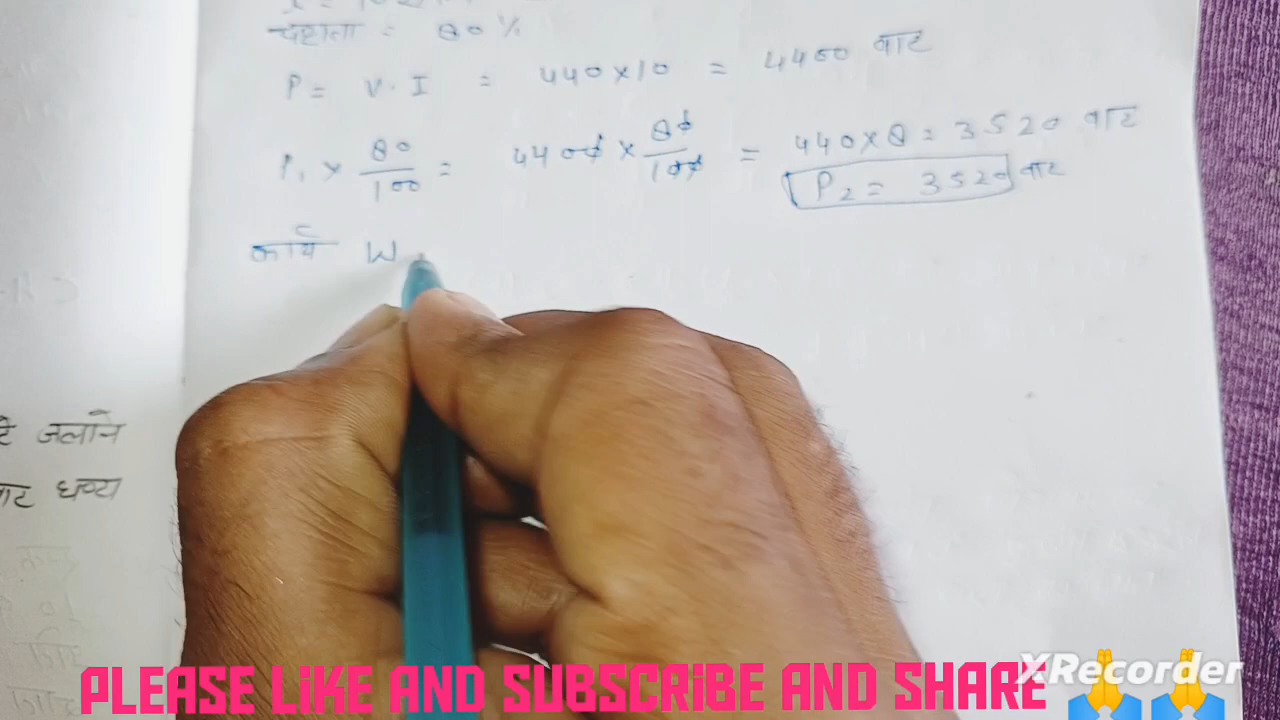 दक्षता = 80 %
P = V. I = 440 x 10 = 4400 वाट
P₁ x 80/100 = 4400 x 80/100 = 440 x 8 = 3520 वाट
P₂ = 3520 वाट
कार्य W
जलाने
धण्टा
PLEASE LIKE AND SUBSCRIBE AND SHARE 🙏🙏
XRecorder